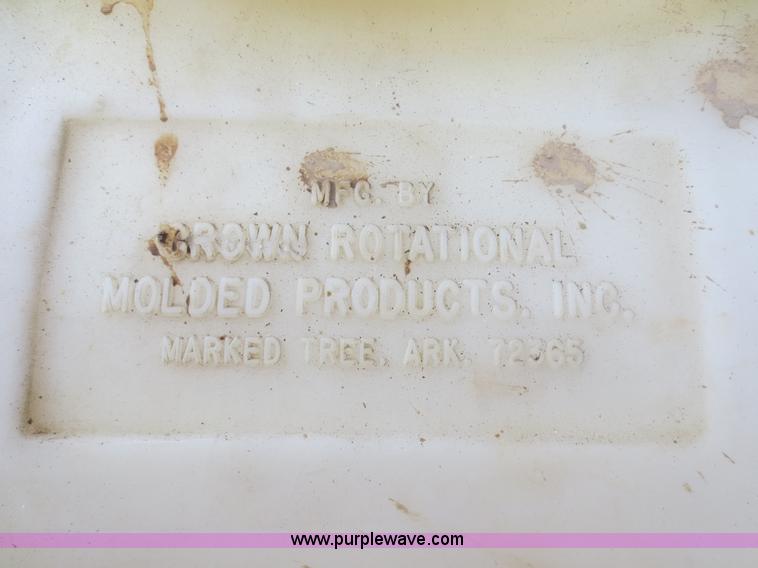 MFG. BY
CROWN ROTATIONAL
MOLDED PRODUCTS, INC.
MARKED TREE, ARK. 72365
www.purplewave.com